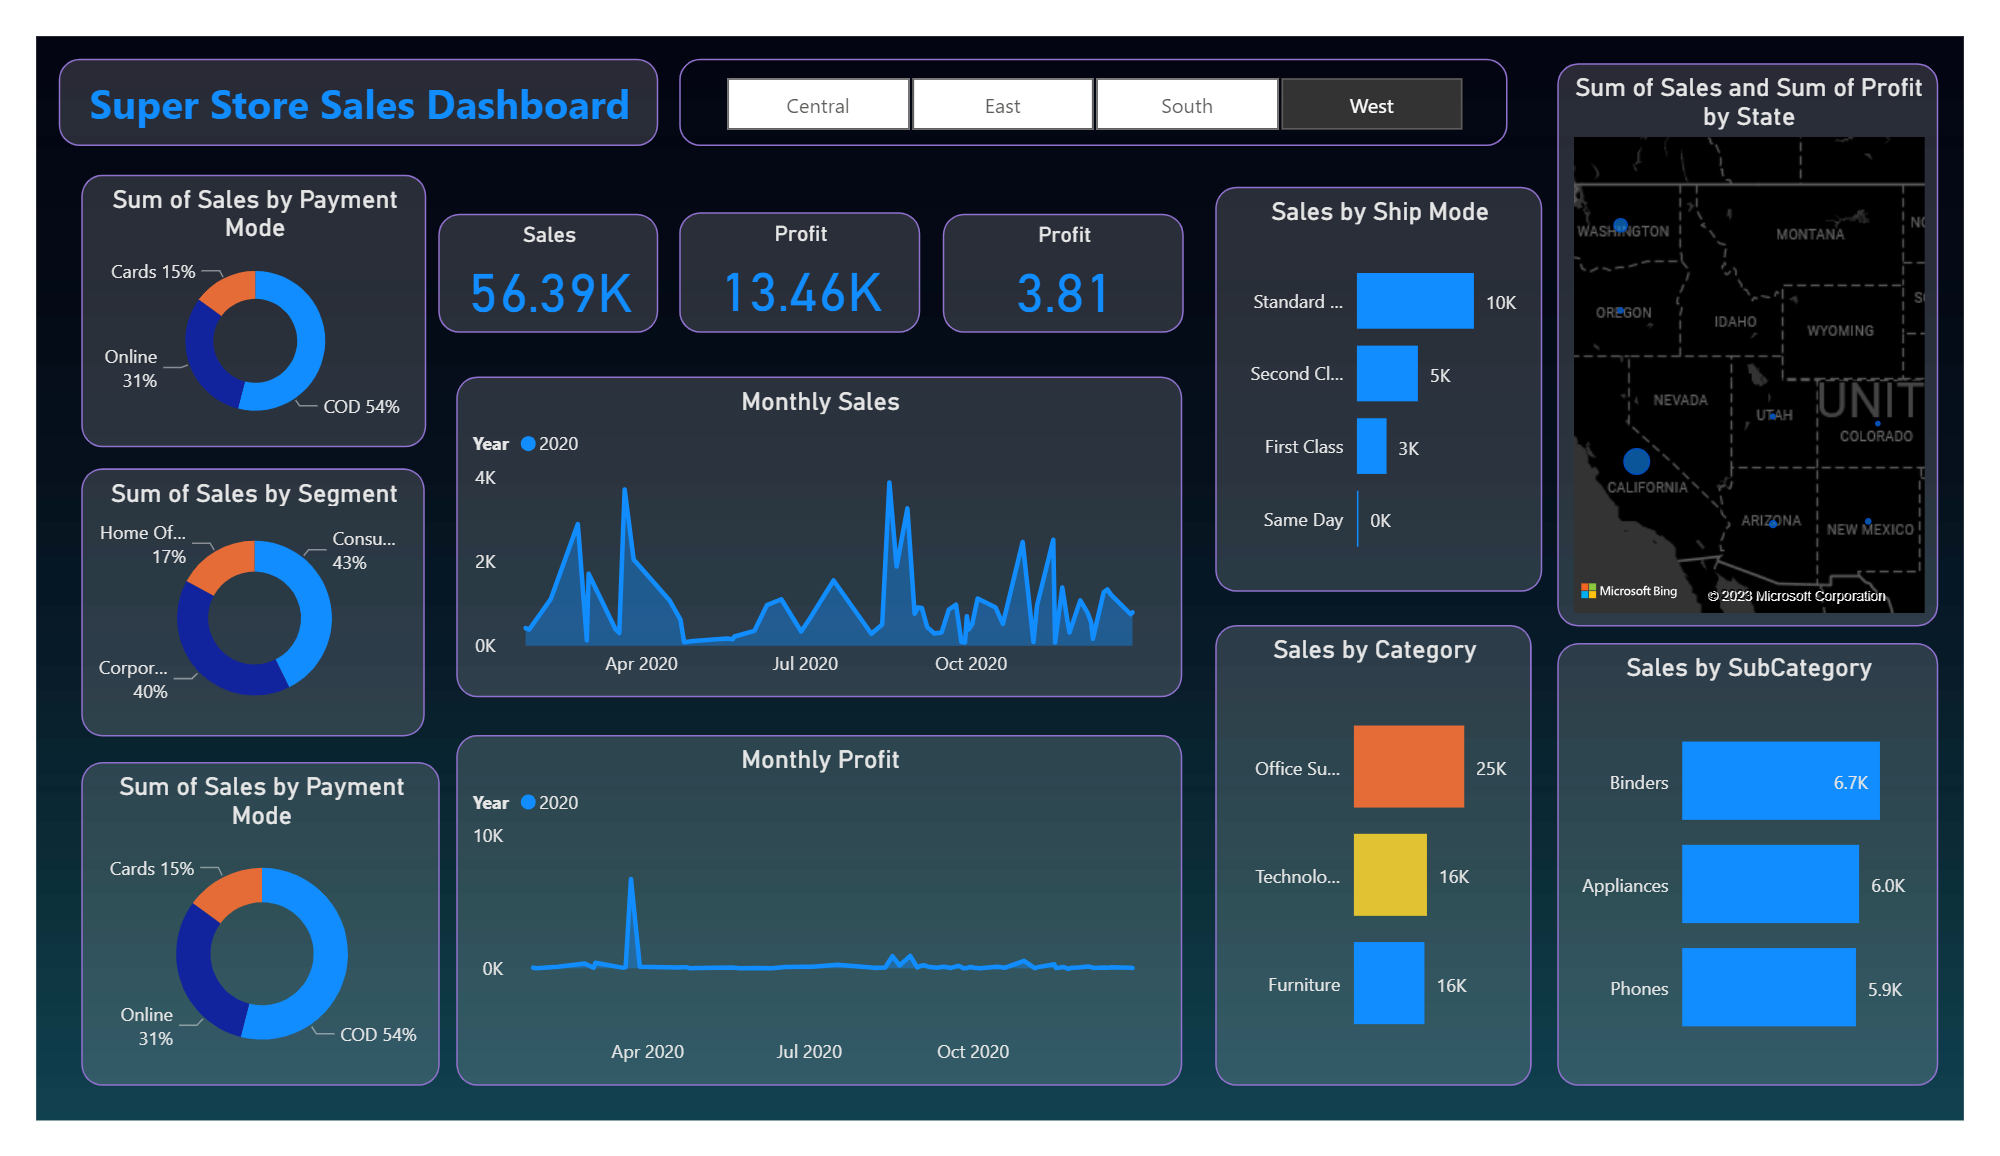 Super Store Sales Dashboard
Central
East
South
West
Sum of Sales by Payment
Mode
Cards 15%
Online
31%
COD 54%
Sales
56.39K
Profit
13.46K
Profit
3.81
Sales by Ship Mode
Standard ...
10K
Second Cl...
5K
First Class
3K
Same Day
0K
Sum of Sales and Sum of Profit
by State
WASHINGTON
MONTANA
NO
OREGON
IDAHO
SO
WYOMING
NEVADA
UTAH
UNIT
COLORADO
CALIFORNIA
ARIZONA
NEW MEXICO
Microsoft Bing
© 2023 Microsoft Corporation
Sum of Sales by Segment
Home Of...
17%
Consu...
43%
Corpor...
40%
Monthly Sales
Year
2020
4K
2K
0K
Apr 2020
Jul 2020
Oct 2020
Sum of Sales by Payment
Mode
Cards 15%
Online
31%
COD 54%
Monthly Profit
Year
2020
10K
0K
Apr 2020
Jul 2020
Oct 2020
Sales by Category
Office Su...
25K
Technolo...
16K
Furniture
16K
Sales by SubCategory
Binders
6.7K
Appliances
6.0K
Phones
5.9K